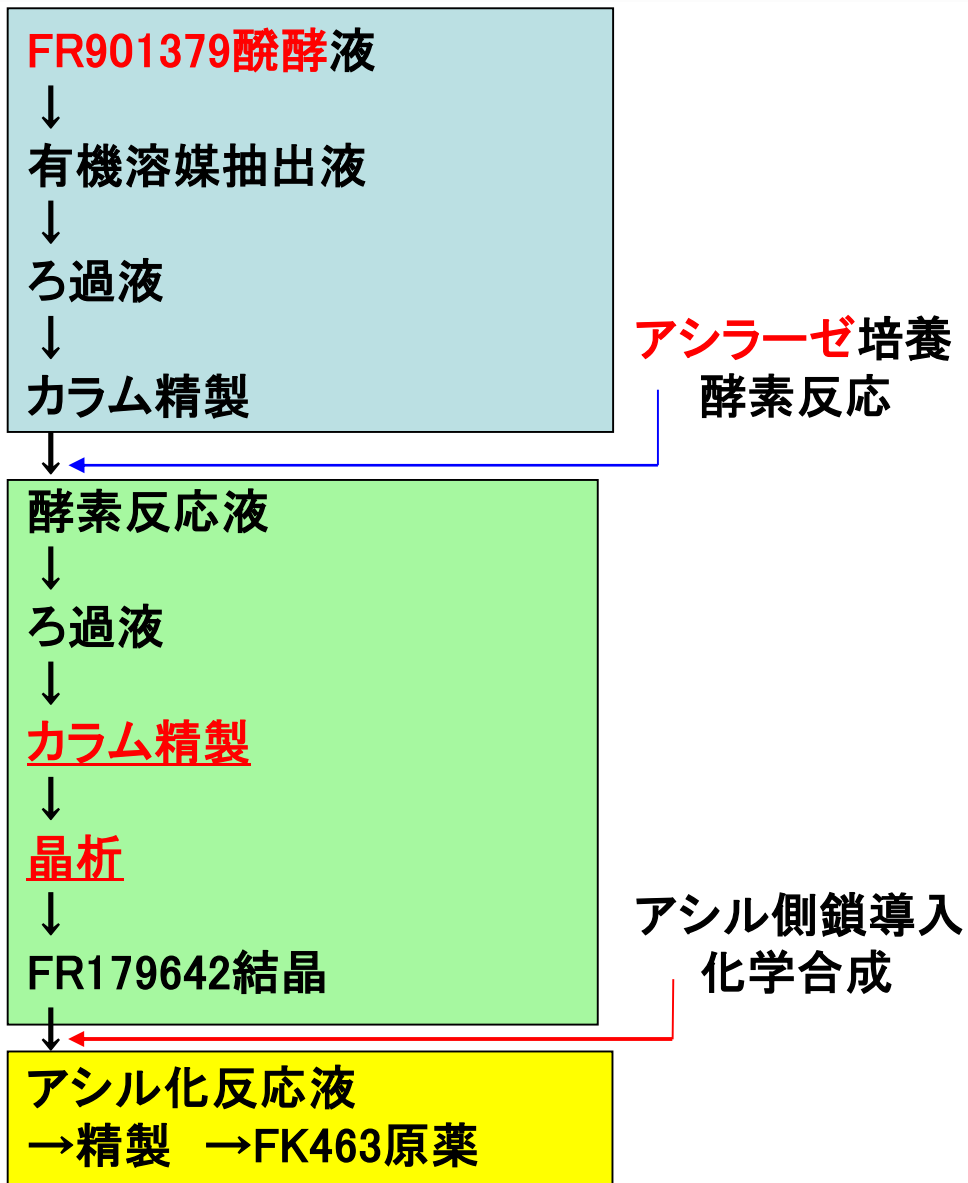 FR901379醗酵液
↓
有機溶媒抽出液
↓
ろ過液
↓
カラム精製
↓
アシラーゼ培養
酵素反応
酵素反応液
↓
ろ過液
↓
カラム精製
↓
晶析
↓
FR179642結晶
↓
アシル側鎖導入
化学合成
アシル化反応液
→精製 →FK463原薬